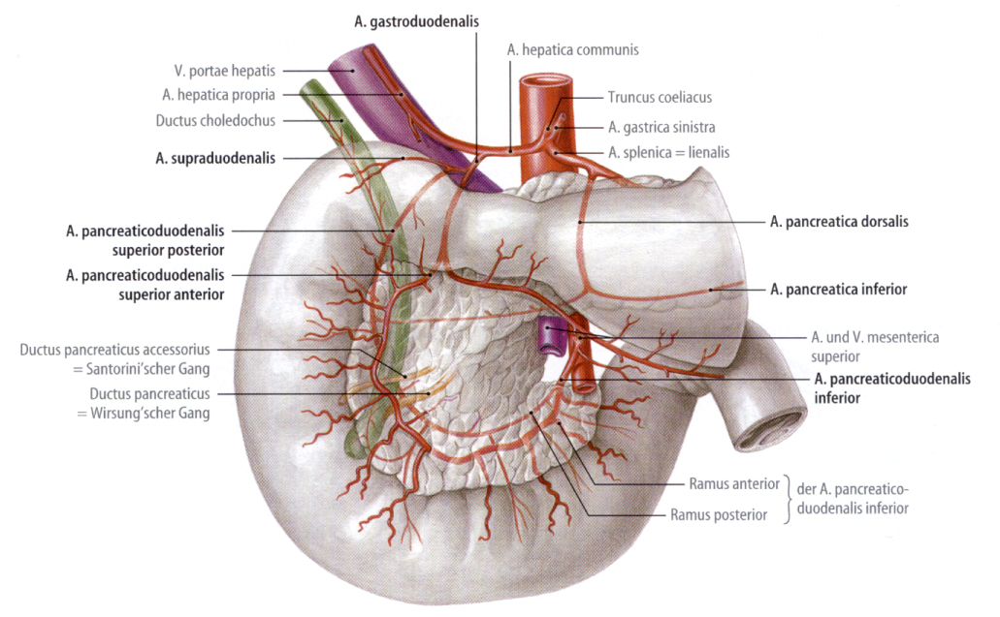 A. gastroduodenalis
A. hepatica communis
V. portae hepatis
A. hepatica propria
Ductus choledochus
A. supraduodenalis
Truncus coeliacus
A. gastrica sinistra
A. splenica = lienalis
A. pancreaticoduodenalis
superior posterior
A. pancreaticoduodenalis
superior anterior
A. pancreatica dorsalis
A. pancreatica inferior
Ductus pancreaticus accessorius
= Santorini'scher Gang
Ductus pancreaticus
= Wirsung'scher Gang
A. und V. mesenterica
superior
A. pancreaticoduodenalis
inferior
Ramus anterior
Ramus posterior
der A. pancreatico-
duodenalis inferior